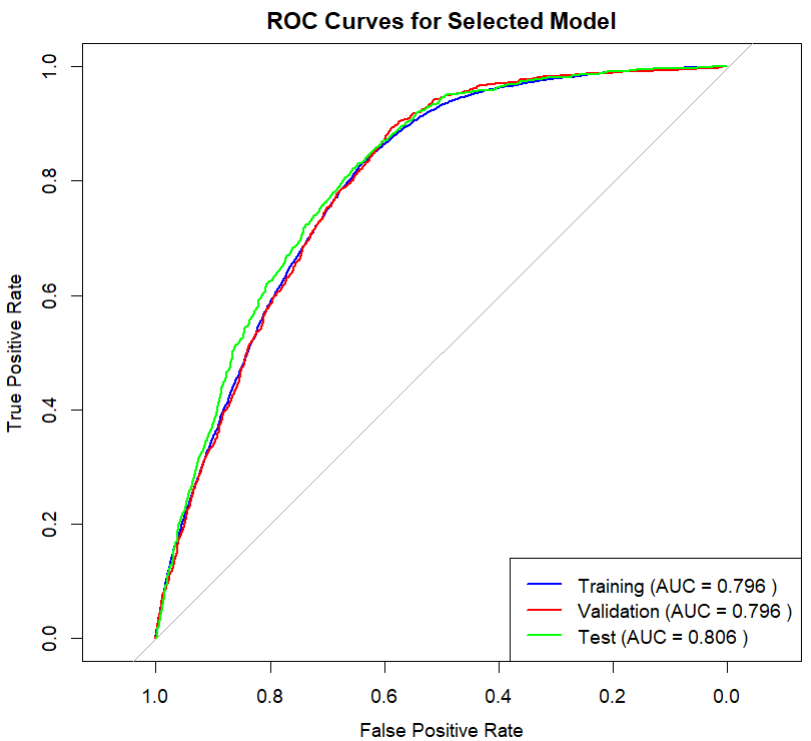 ROC Curves for Selected Model
True Positive Rate
1.0
0.8
0.6
0.4
0.2
0.0
Training (AUC = 0.796 )
Validation (AUC = 0.796 )
Test (AUC = 0.806 )
1.0 0.8 0.6 0.4 0.2 0.0
False Positive Rate